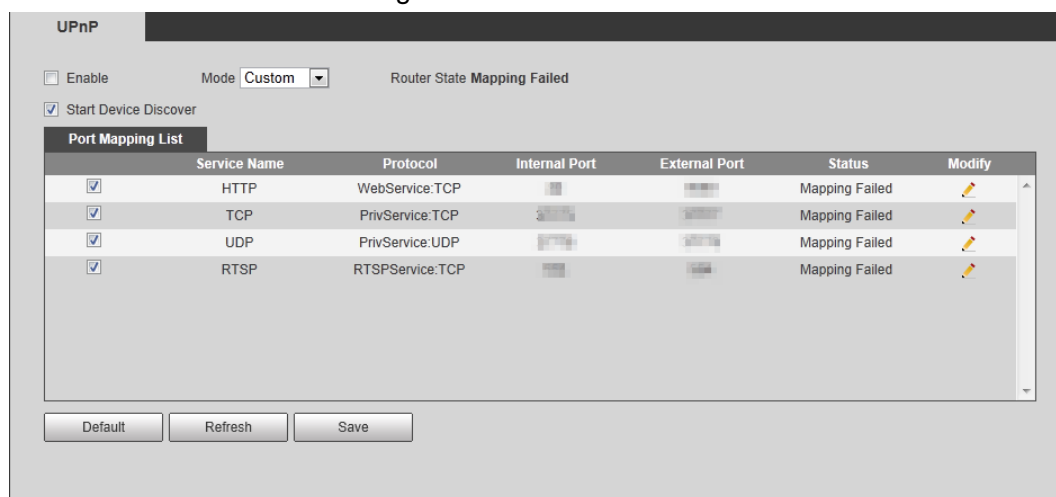 UPnP
Enable Mode Custom Router State Mapping Failed
Start Device Discover
Port Mapping List
Service Name Protocol Internal Port External Port Status Modify
HTTP WebService:TCP Mapping Failed
TCP PrivService:TCP Mapping Failed
UDP PrivService:UDP Mapping Failed
RTSP RTSPService:TCP Mapping Failed
Default Refresh Save